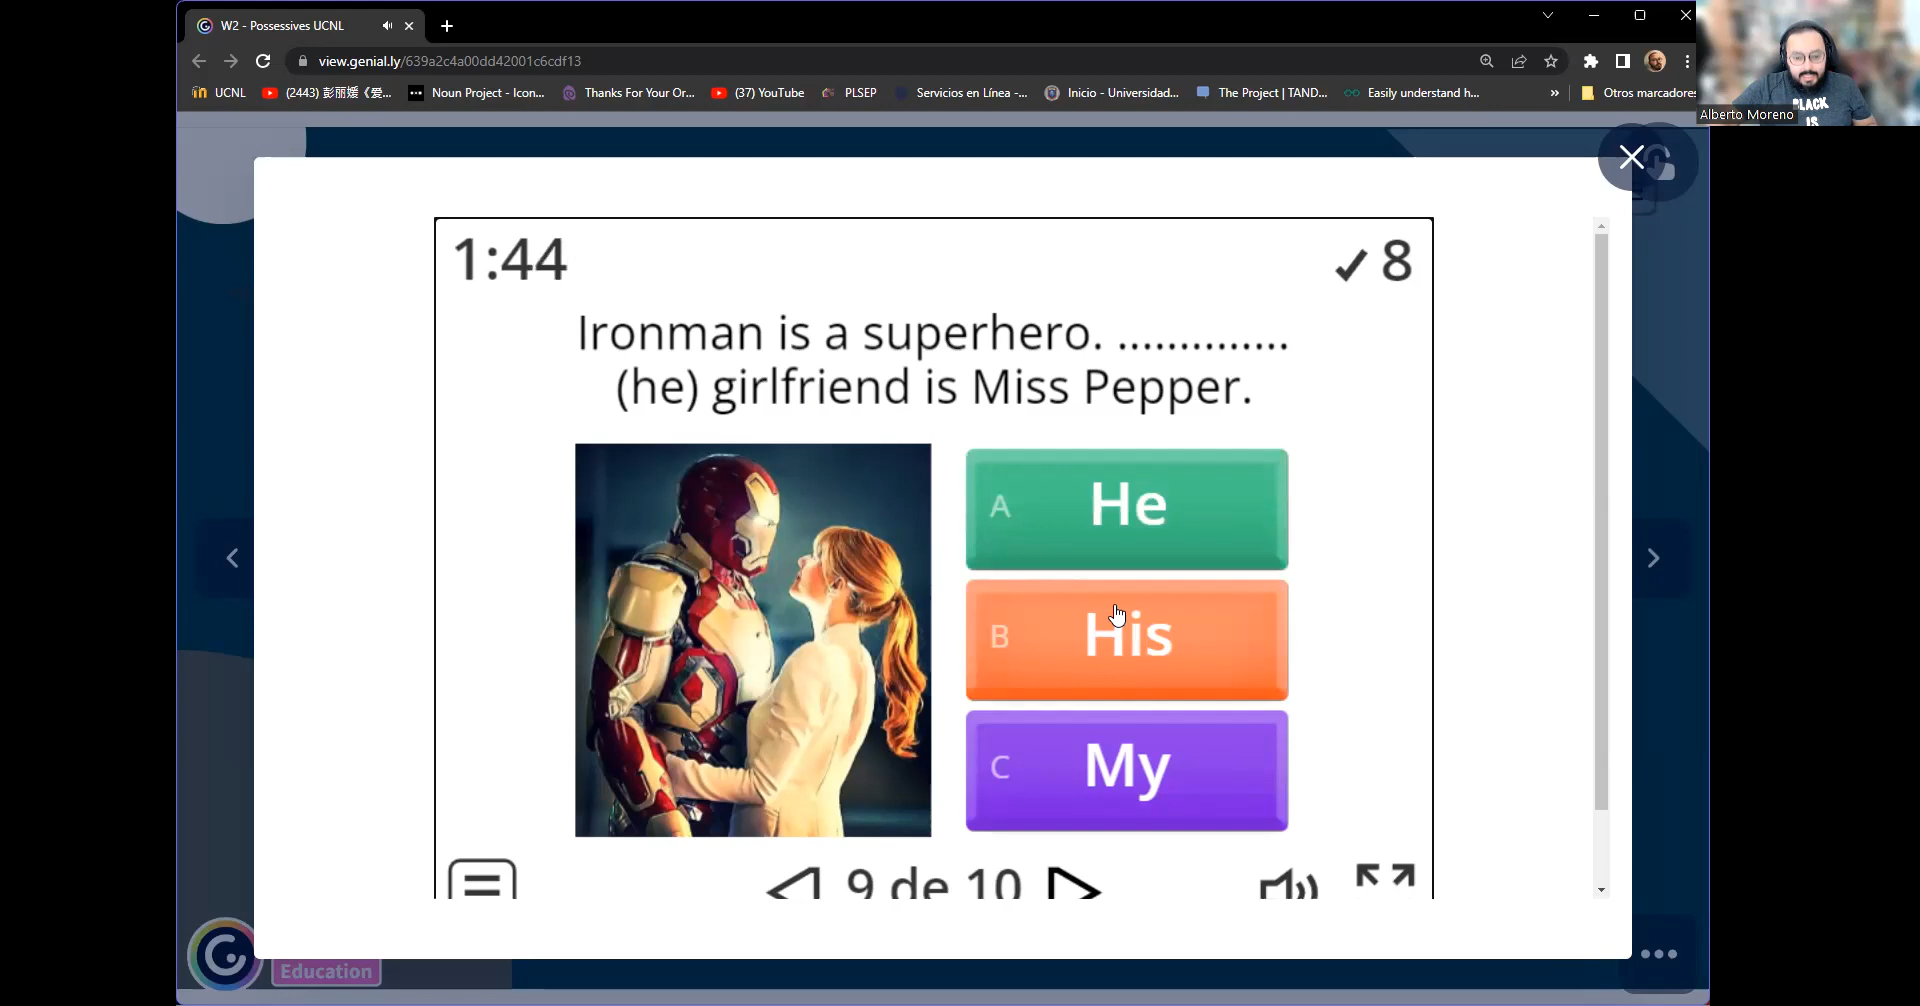 W2 - Possessives UCNL
view.genial.ly/639a2c4a00dd42001c6cdf13
UCNL
(2443) 彭丽媛《爱...
Noun Project - Icon...
Thanks For Your Or...
(37) YouTube
PLSEP
Servicios en Línea -...
Inicio - Universidad...
The Project | TAND...
Easily understand h...
»
Otros marcadores
BLACK
IS
Alberto Moreno
1:44
8
Ironman is a superhero. ..............
(he) girlfriend is Miss Pepper.
A He
B His
C My
9 de 10
Education